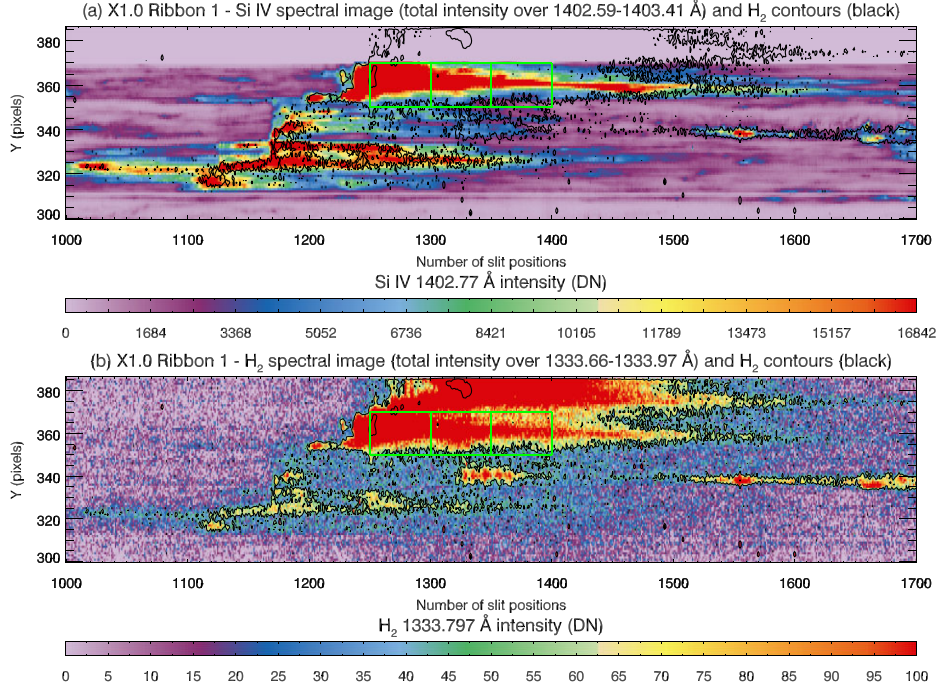 (a) X1.0 Ribbon 1 - Si IV spectral image (total intensity over 1402.59-1403.41 Å) and H2 contours (black)
380
360
340
320
300
Y (pixels)
1000 1100 1200 1300 1400 1500 1600 1700
Number of slit positions
Si IV 1402.77 Å intensity (DN)
0 1684 3368 5052 6736 8421 10105 11789 13473 15157 16842
(b) X1.0 Ribbon 1 - H2 spectral image (total intensity over 1333.66-1333.97 Å) and H2 contours (black)
380
360
340
320
300
Y (pixels)
1000 1100 1200 1300 1400 1500 1600 1700
Number of slit positions
H2 1333.797 Å intensity (DN)
0 5 10 15 20 25 30 35 40 45 50 55 60 65 70 75 80 85 90 95 100